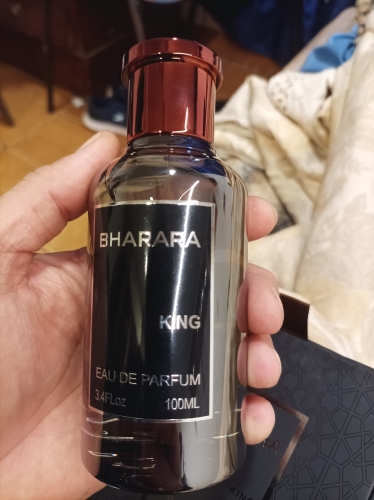 BHARARA
KING
EAU DE PARFUM
3.4FLoz 100ML